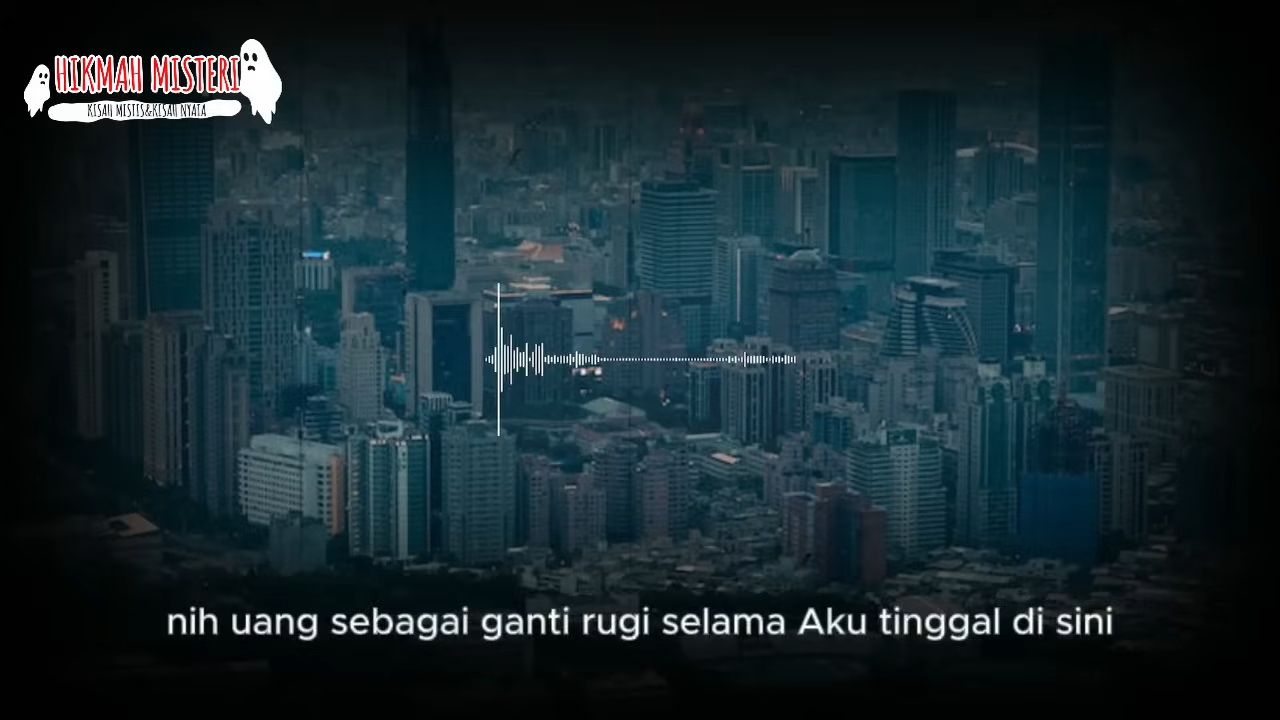 HIKMAH MISTERI
KISAH MISTIS&KISAH NYATA
nih uang sebagai ganti rugi selama Aku tinggal di sini